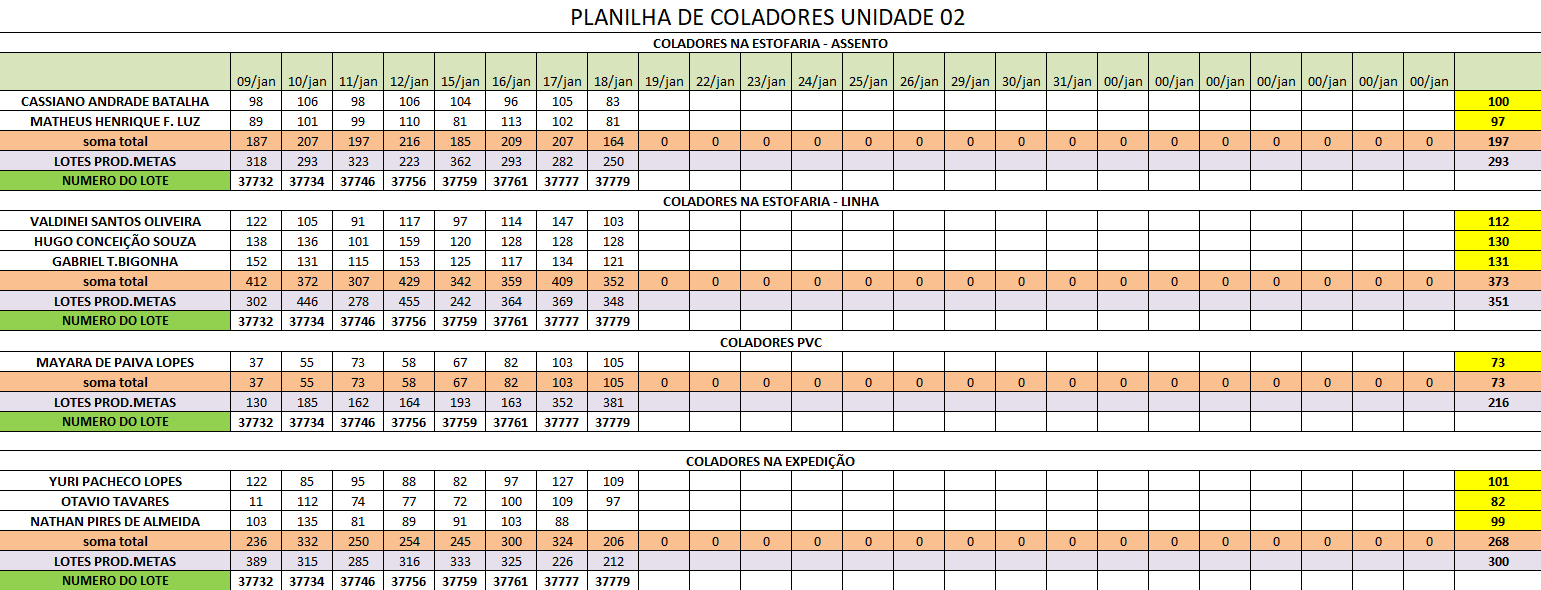 PLANILHA DE COLADORES UNIDADE 02
COLADORES NA ESTOFARIA - ASSENTO
09/jan 10/jan 11/jan 12/jan 15/jan 16/jan 17/jan 18/jan 19/jan 22/jan 23/jan 24/jan 25/jan 26/jan 29/jan 30/jan 31/jan 00/jan 00/jan 00/jan 00/jan 00/jan 00/jan 00/jan
CASSIANO ANDRADE BATALHA 98 106 98 106 104 96 105 83 100
MATHEUS HENRIQUE F. LUZ 89 101 99 110 81 113 102 81 97
soma total 187 207 197 216 185 209 207 164 0 0 0 0 0 0 0 0 0 0 0 0 0 0 0 0 197
LOTES PROD.METAS 318 293 323 223 362 293 282 250 293
NUMERO DO LOTE 37732 37734 37746 37756 37759 37761 37777 37779
COLADORES NA ESTOFARIA - LINHA
VALDINEI SANTOS OLIVEIRA 122 105 91 117 97 114 147 103 112
HUGO CONCEIÇÃO SOUZA 138 136 101 159 120 128 128 128 130
GABRIEL T.BIGONHA 152 131 115 153 125 117 134 121 131
soma total 412 372 307 429 342 359 409 352 0 0 0 0 0 0 0 0 0 0 0 0 0 0 0 0 373
LOTES PROD.METAS 302 446 278 455 242 364 369 348 351
NUMERO DO LOTE 37732 37734 37746 37756 37759 37761 37777 37779
COLADORES PVC
MAYARA DE PAIVA LOPES 37 55 73 58 67 82 103 105 73
soma total 37 55 73 58 67 82 103 105 0 0 0 0 0 0 0 0 0 0 0 0 0 0 0 0 73
LOTES PROD.METAS 130 185 162 164 193 163 352 381 216
NUMERO DO LOTE 37732 37734 37746 37756 37759 37761 37777 37779
COLADORES NA EXPEDIÇÃO
YURI PACHECO LOPES 122 85 95 88 82 97 127 109 101
OTAVIO TAVARES 11 112 74 77 72 100 109 97 82
NATHAN PIRES DE ALMEIDA 103 135 81 89 91 103 88 99
soma total 236 332 250 254 245 300 324 206 0 0 0 0 0 0 0 0 0 0 0 0 0 0 0 0 268
LOTES PROD.METAS 389 315 285 316 333 325 226 212 300
NUMERO DO LOTE 37732 37734 37746 37756 37759 37761 37777 37779